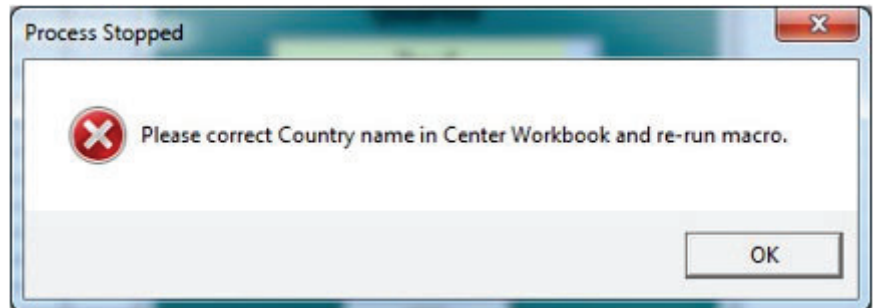 Process Stopped
Please correct Country name in Center Workbook and re-run macro.
OK